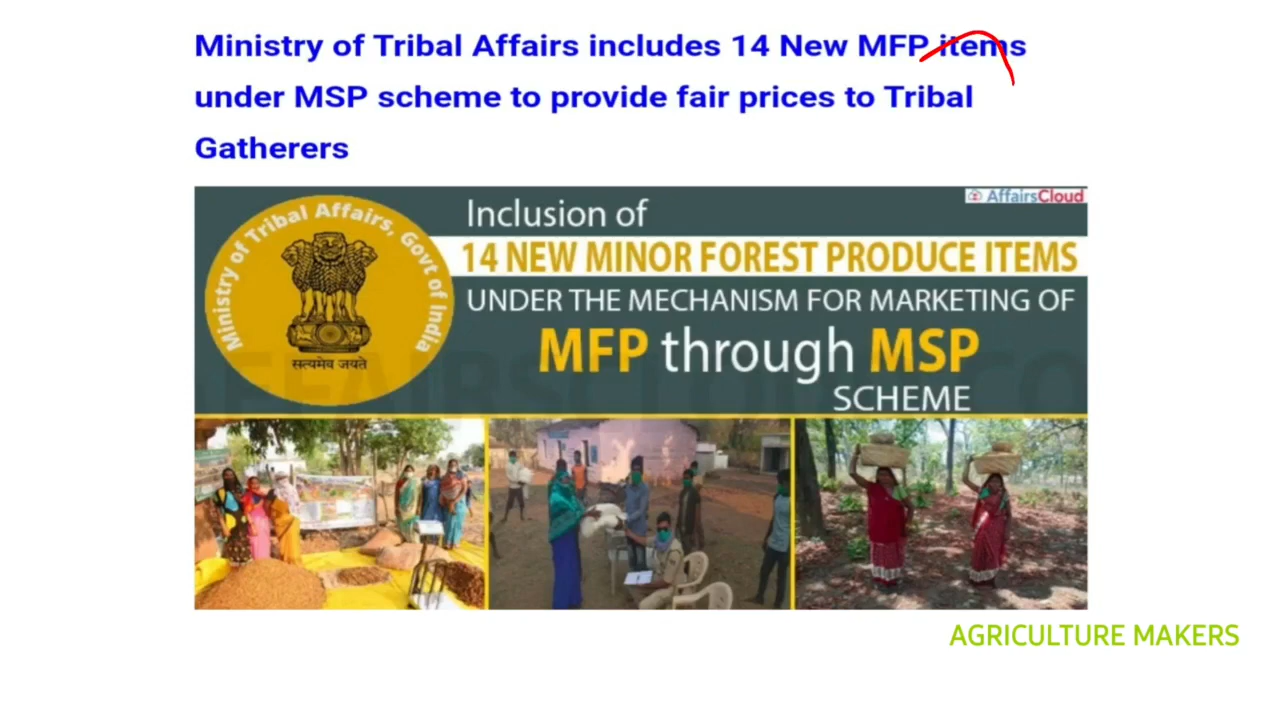 Ministry of Tribal Affairs includes 14 New MFP items
under MSP scheme to provide fair prices to Tribal
Gatherers
AffairsCloud
Ministry of Tribal Affairs, Govt of India
सत्यमेव जयते
Inclusion of
14 NEW MINOR FOREST PRODUCE ITEMS
UNDER THE MECHANISM FOR MARKETING OF
MFP through MSP
SCHEME
AGRICULTURE MAKERS